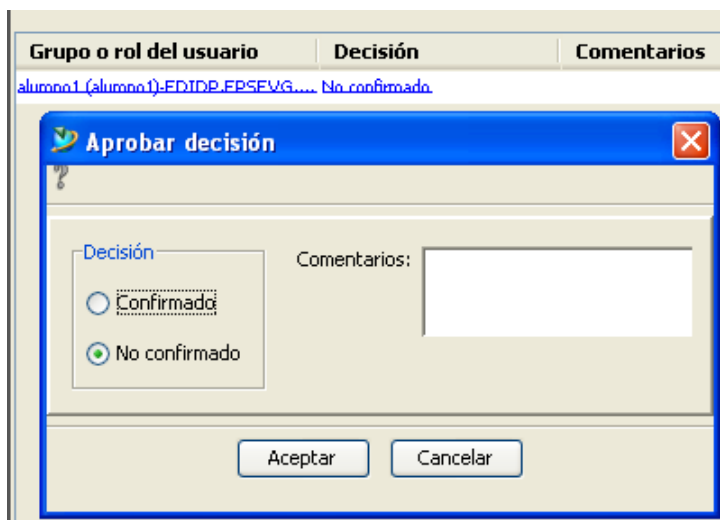 Grupo o rol del usuario Decisión Comentarios
alumno1 (alumno1)-EDIDP.EPSEVG.... No confirmado
Aprobar decisión
?
Decisión
Comentarios:
Confirmado
No confirmado
Aceptar Cancelar